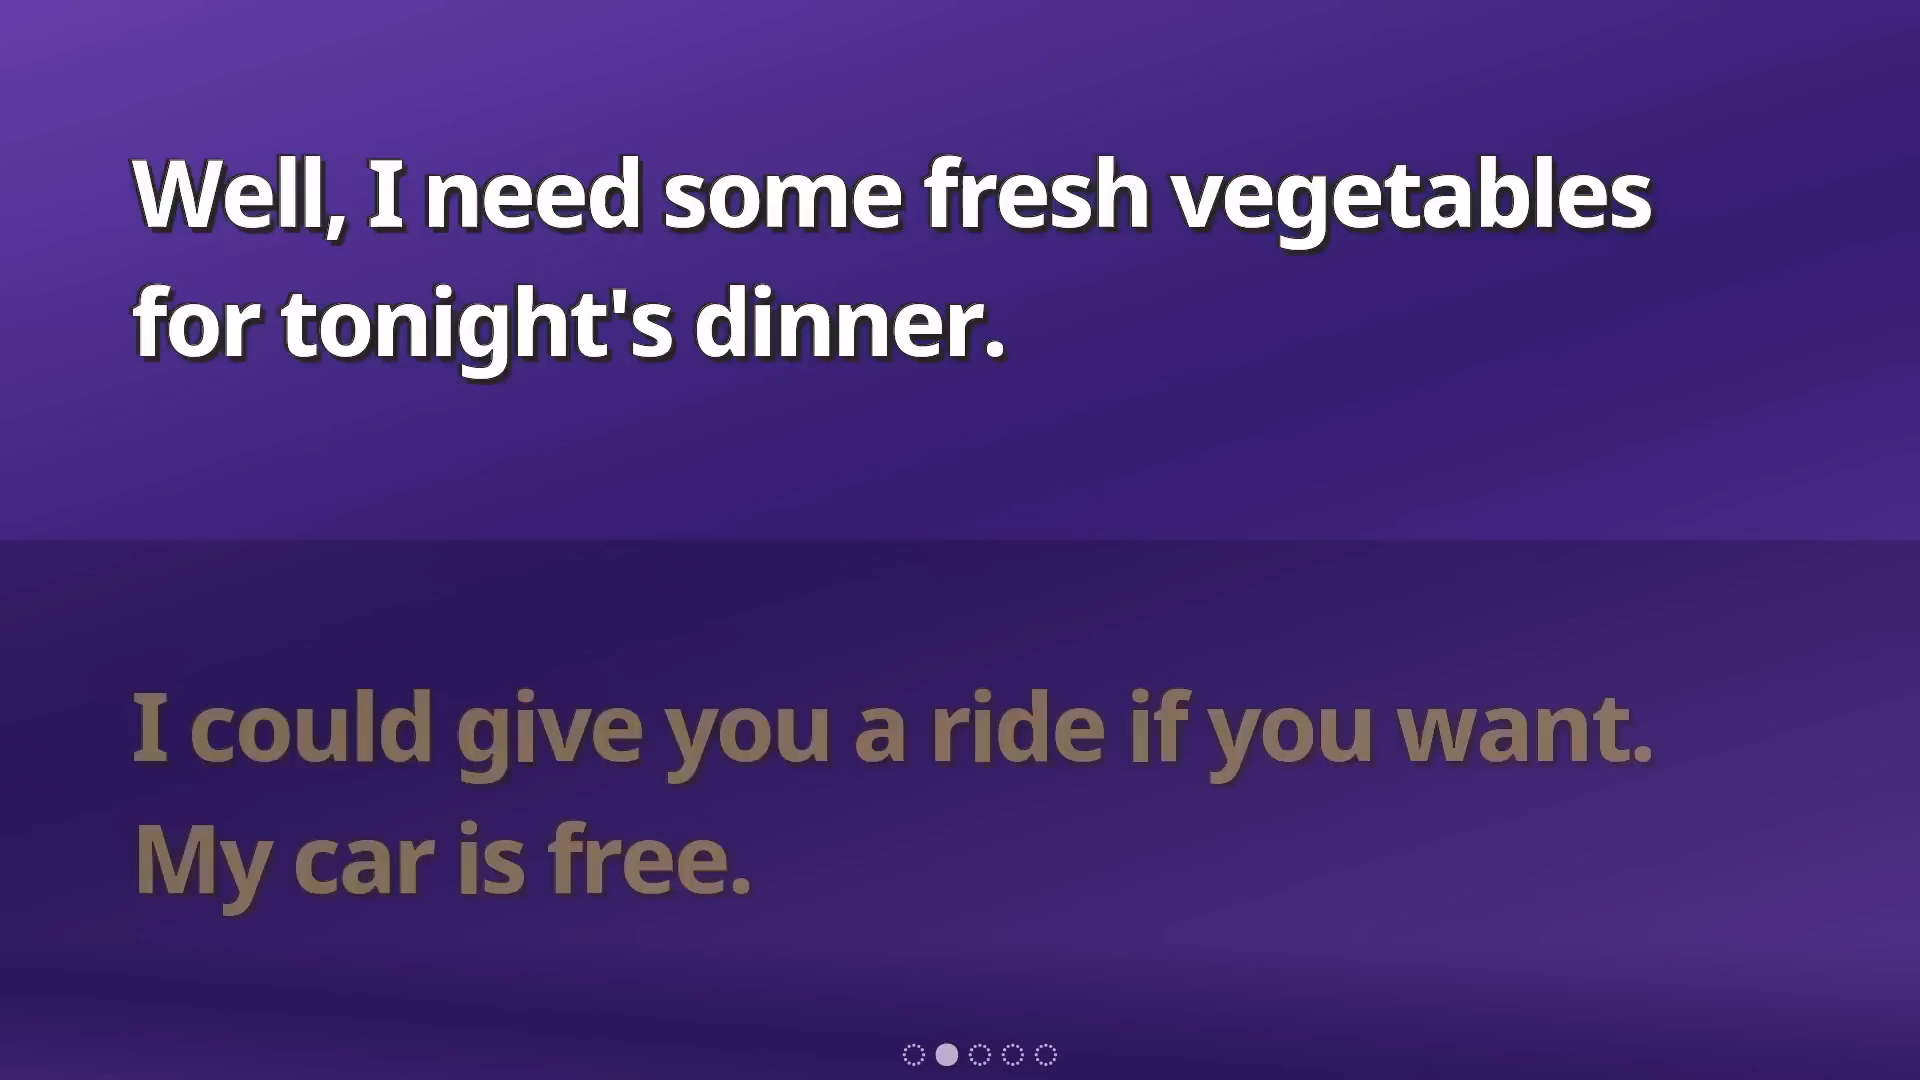 Well, I need some fresh vegetables
for tonight's dinner.
I could give you a ride if you want.
My car is free.